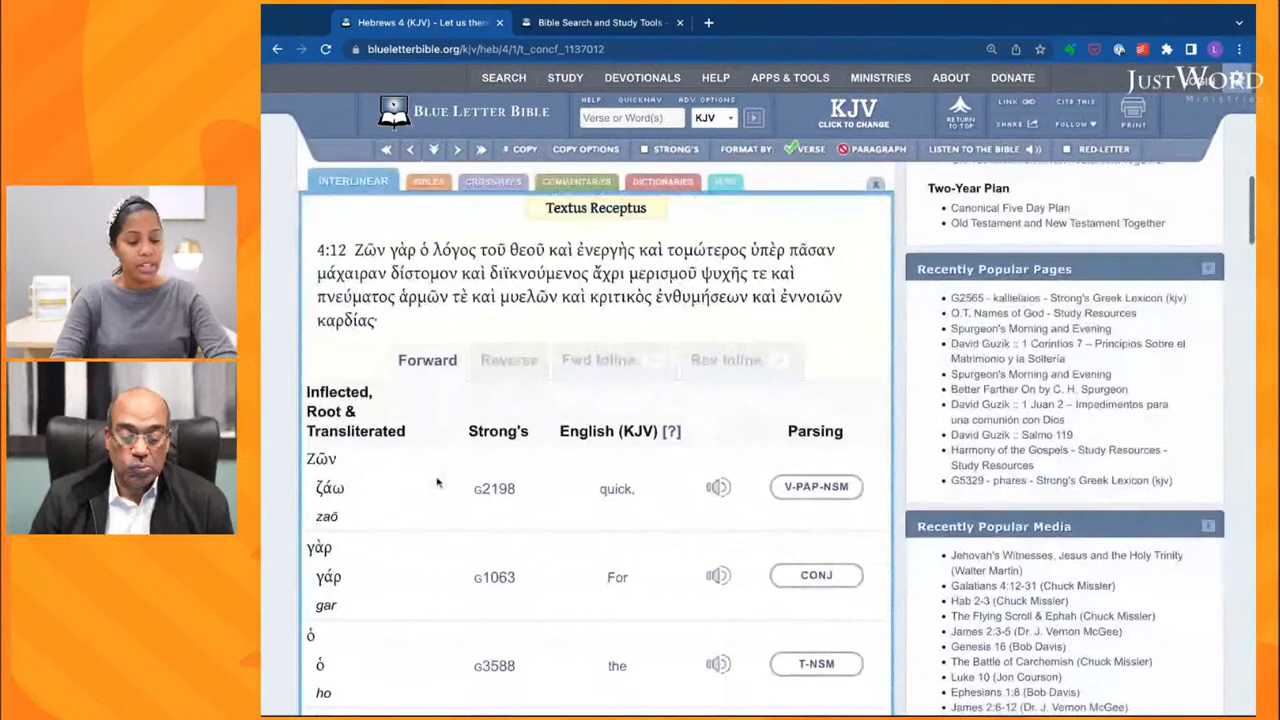 Hebrews 4 (KJV) - Let us ther
Bible Search and Study Tools -
blueletterbible.org/kjv/heb/4/1/t_concf_1137012
L
JUSTWORD
Ministries
SEARCH STUDY DEVOTIONALS HELP APPS & TOOLS MINISTRIES ABOUT DONATE
BLUE LETTER BIBLE
HELP QUICKNAV ADV. OPTIONS
Verse or Word(s) KJV
KJV
CLICK TO CHANGE
RETURN
TO TOP
LINK CITE THIS
SHARE FOLLOW
PRINT
COPY COPY OPTIONS STRONG'S FORMAT BY: VERSE PARAGRAPH LISTEN TO THE BIBLE RED-LETTER
INTERLINEAR BIBLES CROSS-REFS COMMENTARIES DICTIONARIES
x
Textus Receptus
4:12 Ζῶν γὰρ ὁ λόγος τοῦ θεοῦ καὶ ἐνεργὴς καὶ τομώτερος ὑπὲρ πᾶσαν
μάχαιραν δίστομον καὶ διϊκνούμενος ἄχρι μερισμοῦ ψυχῆς τε καὶ
πνεύματος ἁρμῶν τὲ καὶ μυελῶν καὶ κριτικὸς ἐνθυμήσεων καὶ ἐννοιῶν
καρδίας·
Forward Reverse Fwd Inline Rev Inline
Inflected,
Root &
Transliterated Strong's English (KJV) [?] Parsing
Ζῶν
ζάω G2198 quick, V-PAP-NSM
zaō
γὰρ
γάρ G1063 For CONJ
gar
ὁ
ὁ G3588 the T-NSM
ho
Two-Year Plan
Canonical Five Day Plan
Old Testament and New Testament Together
Recently Popular Pages
G2565 - kallielaios - Strong's Greek Lexicon (kjv)
O.T. Names of God - Study Resources
Spurgeon's Morning and Evening
David Guzik :: 1 Corintios 7 – Principios Sobre el
Matrimonio y la Soltería
Spurgeon's Morning and Evening
Better Farther On by C. H. Spurgeon
David Guzik :: 1 Juan 2 – Impedimentos para
una comunión con Dios
David Guzik :: Salmo 119
Harmony of the Gospels - Study Resources -
Study Resources
G5329 - phares - Strong's Greek Lexicon (kjv)
Recently Popular Media
Jehovah's Witnesses, Jesus and the Holy Trinity
(Walter Martin)
Galatians 4:12-31 (Chuck Missler)
Hab 2-3 (Chuck Missler)
The Flying Scroll & Ephah (Chuck Missler)
James 2:3-5 (Dr. J. Vernon McGee)
Genesis 16 (Bob Davis)
The Battle of Carchemish (Chuck Missler)
Luke 10 (Jon Courson)
Ephesians 1:8 (Bob Davis)
James 2:6-12 (Dr. J. Vernon McGee)